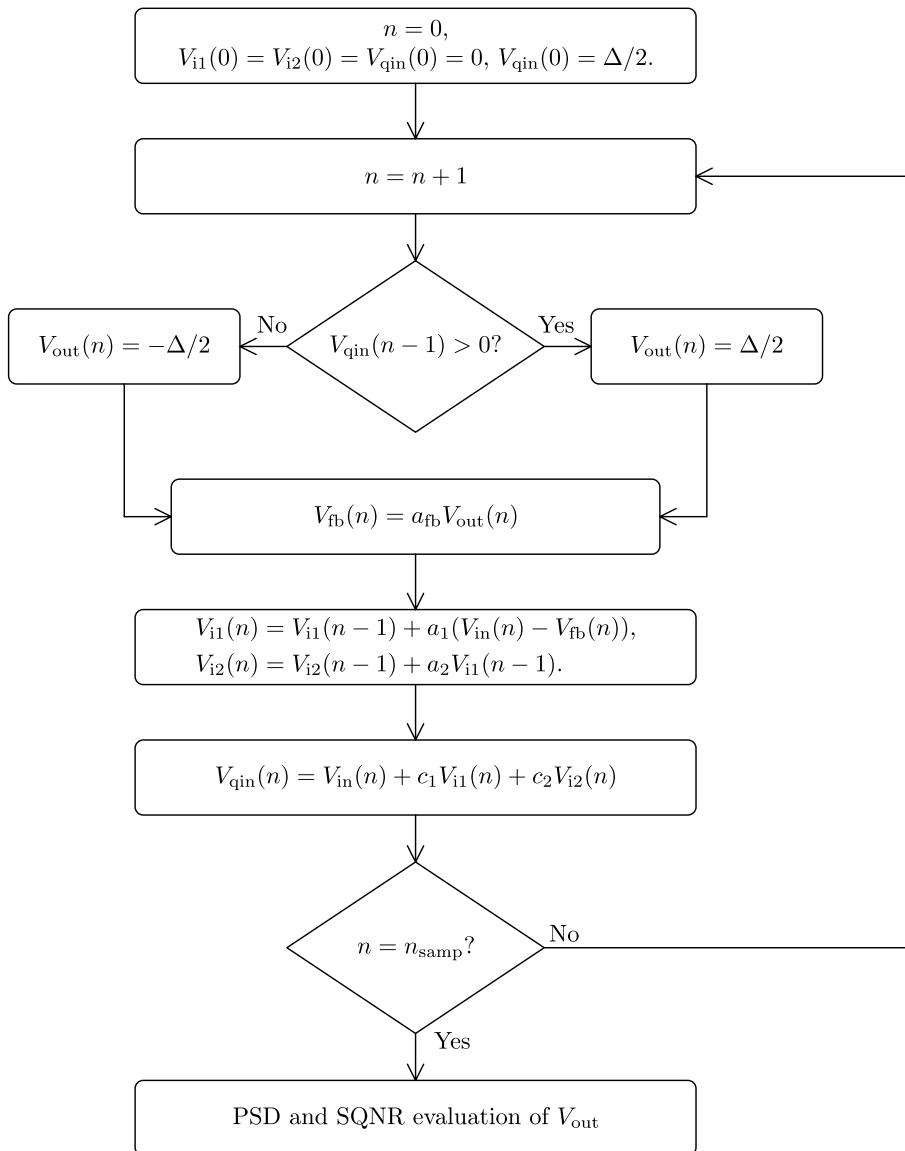 n = 0,
V_i1(0) = V_i2(0) = V_qin(0) = 0, V_qin(0) = Δ/2.
n = n + 1
No
Yes
V_out(n) = −Δ/2
V_qin(n − 1) > 0?
V_out(n) = Δ/2
V_fb(n) = a_fb V_out(n)
V_i1(n) = V_i1(n − 1) + a_1(V_in(n) − V_fb(n)),
V_i2(n) = V_i2(n − 1) + a_2 V_i1(n − 1).
V_qin(n) = V_in(n) + c_1 V_i1(n) + c_2 V_i2(n)
n = n_samp?
No
Yes
PSD and SQNR evaluation of V_out